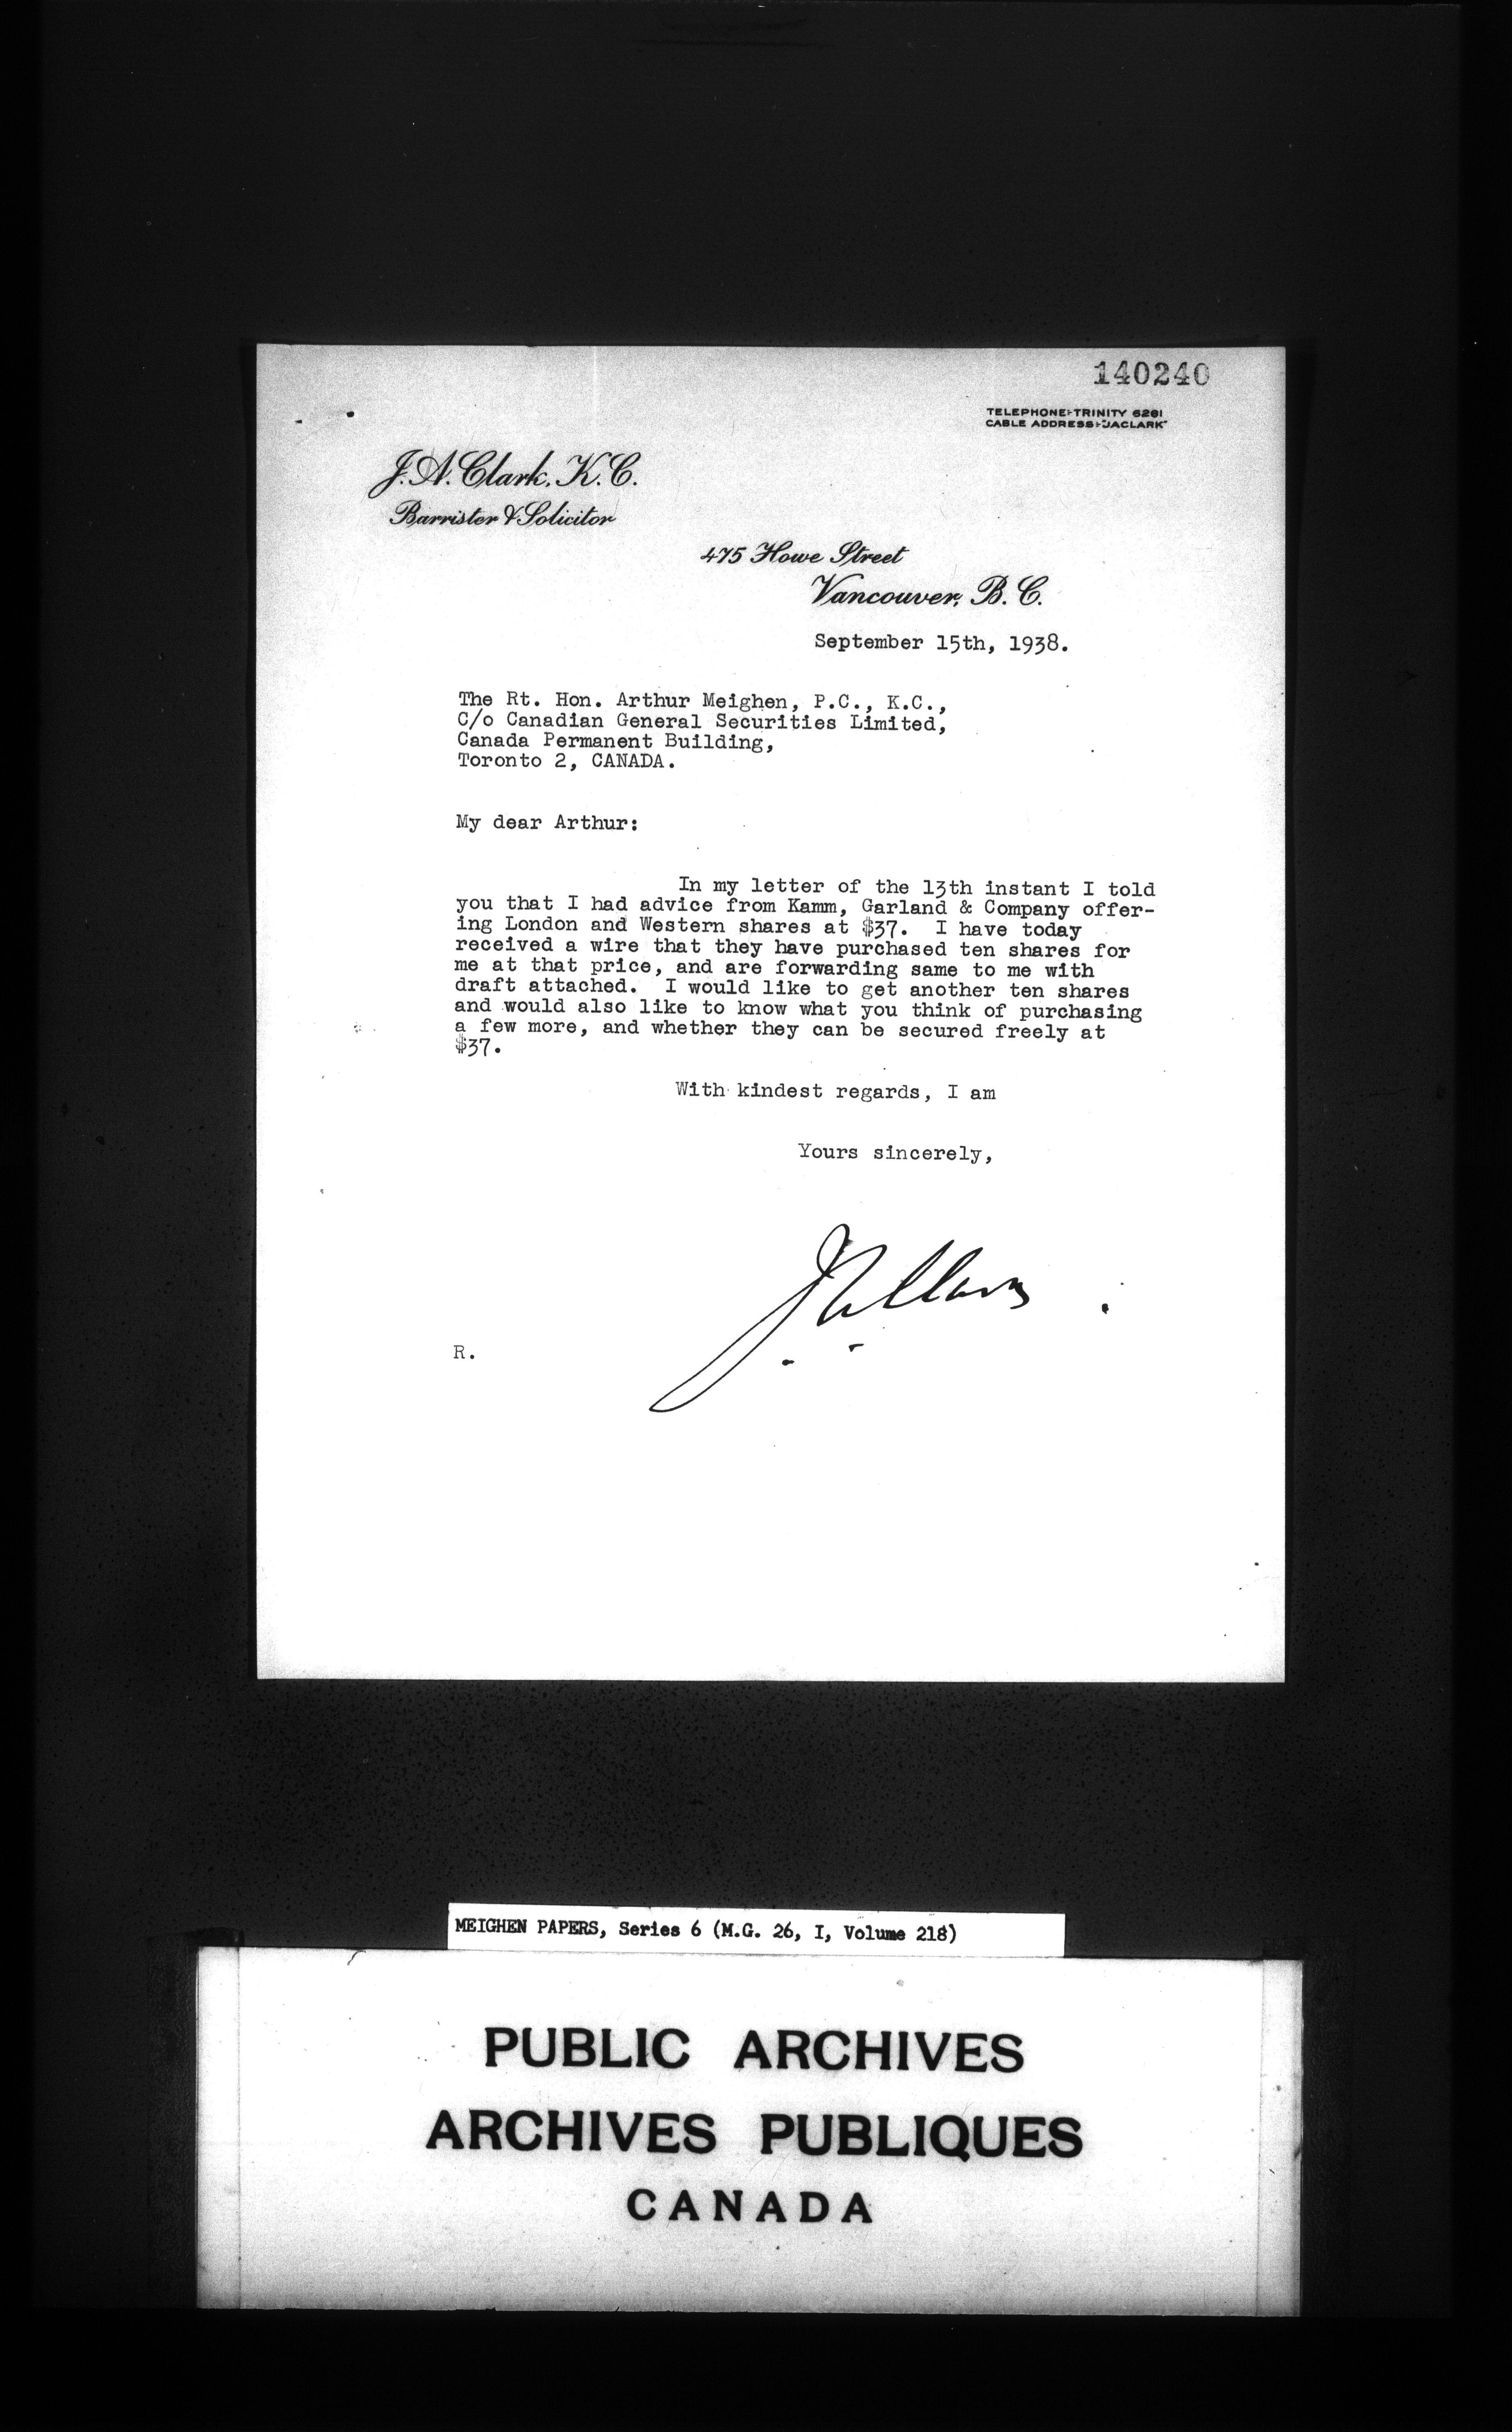 140240
TELEPHONE:-TRINITY 6261
CABLE ADDRESS:-"JACLARK"
J. A. Clark, K. C.
Barrister & Solicitor
475 Howe Street
Vancouver, B. C.
September 15th, 1938.
The Rt. Hon. Arthur Meighen, P.C., K.C.,
C/o Canadian General Securities Limited,
Canada Permanent Building,
Toronto 2, CANADA.
My dear Arthur:
In my letter of the 13th instant I told
you that I had advice from Kamm, Garland & Company offer-
ing London and Western shares at $37. I have today
received a wire that they have purchased ten shares for
me at that price, and are forwarding same to me with
draft attached. I would like to get another ten shares
and would also like to know what you think of purchasing
a few more, and whether they can be secured freely at
$37.
With kindest regards, I am
Yours sincerely,
J A Clark
R.
MEIGHEN PAPERS, Series 6 (M.G. 26, I, Volume 218)
PUBLIC ARCHIVES
ARCHIVES PUBLIQUES
CANADA